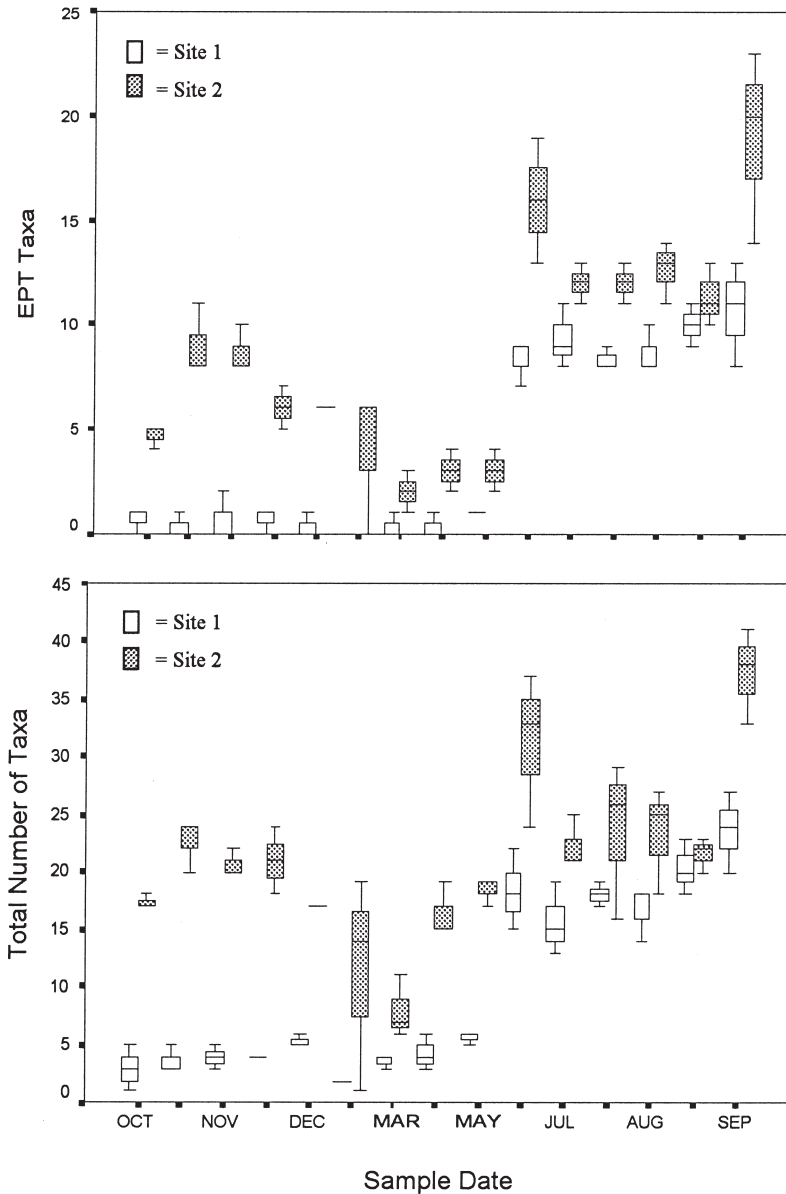 25
20
15
10
5
0
EPT Taxa
= Site 1
= Site 2
45
40
35
30
25
20
15
10
5
0
Total Number of Taxa
= Site 1
= Site 2
OCT NOV DEC MAR MAY JUL AUG SEP
Sample Date